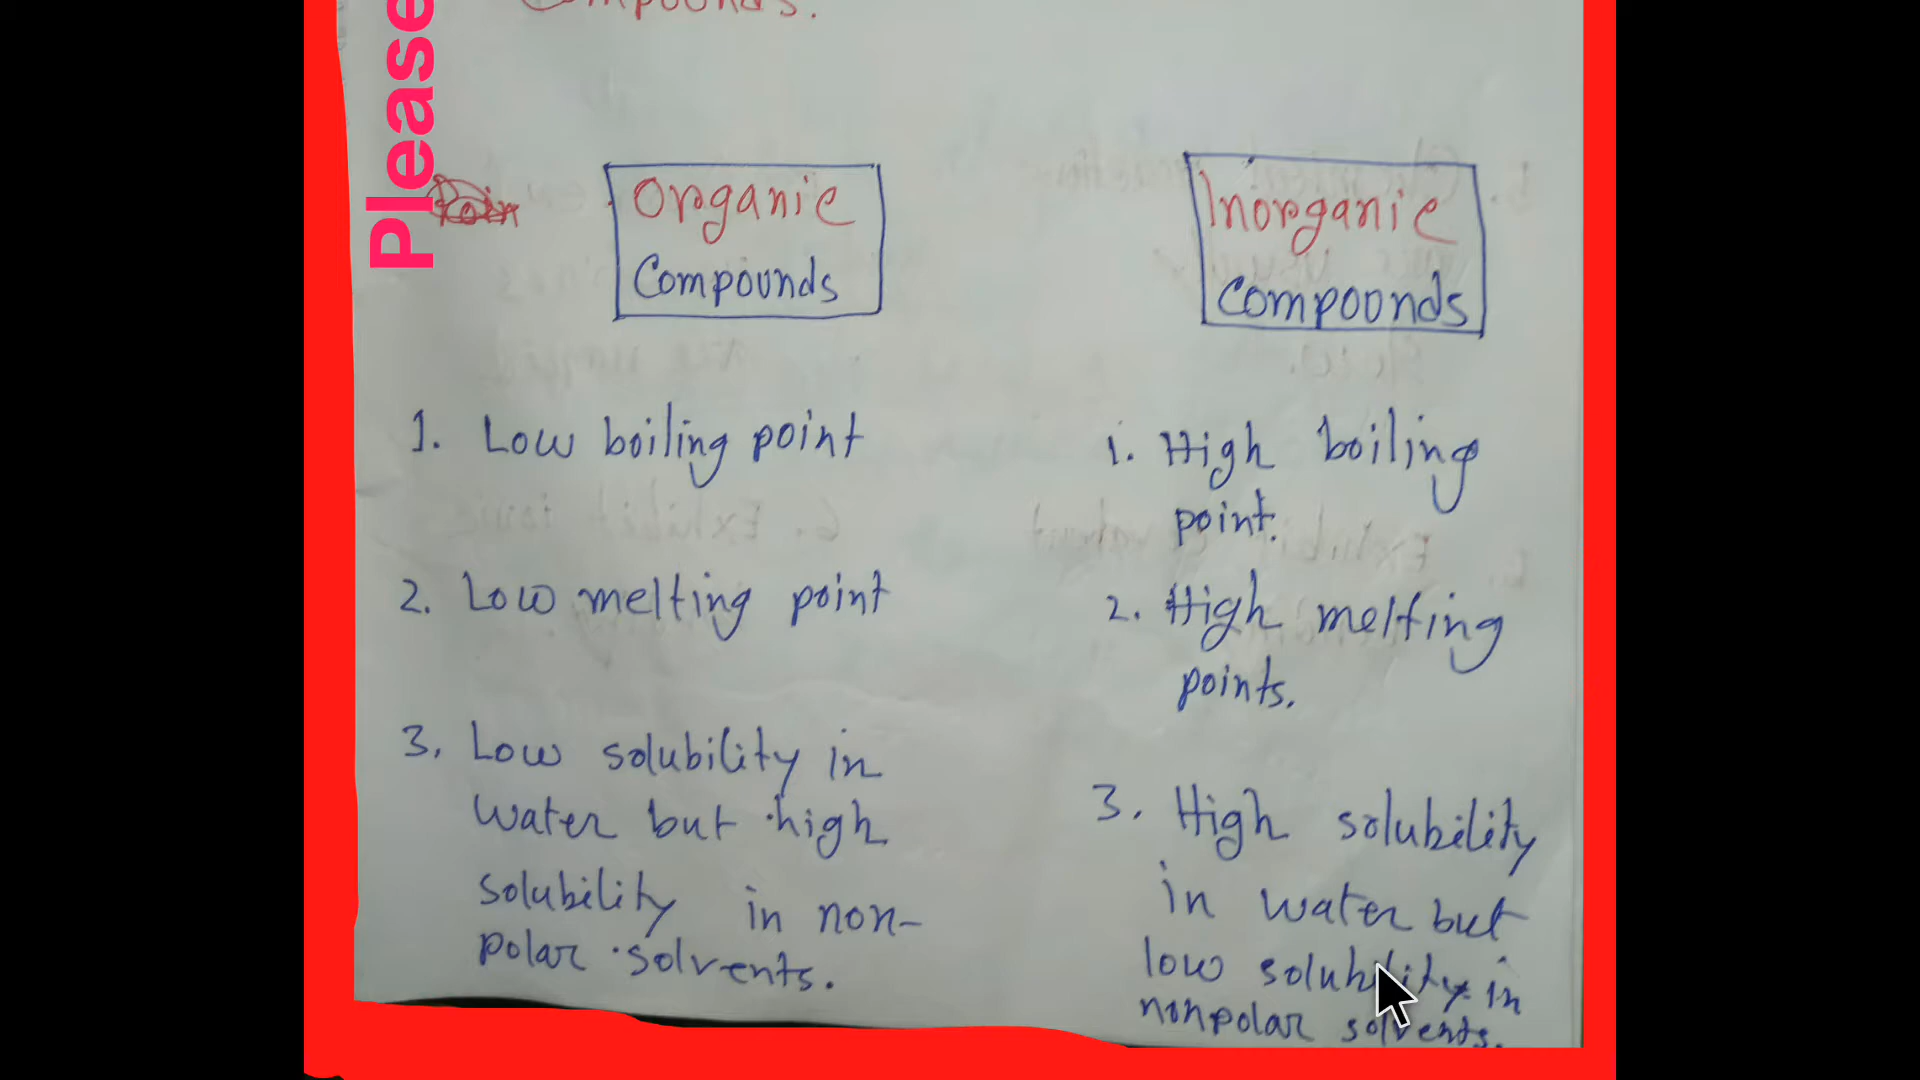 Compounds.
Please
Organic
Compounds
Inorganic
Compounds
1. Low boiling point
1. High boiling
point.
2. Low melting point
2. High melting
points.
3. Low solubility in
water but high
solubility in non-
polar solvents.
3. High solubility
in water but
low solubility in
nonpolar solvents.